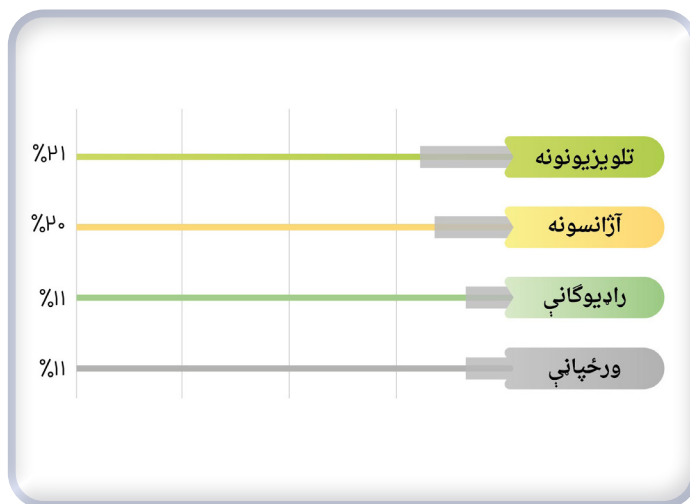 تلویزیونونه %۲۱
آژانسونه %۲۰
راډیوګانې %۱۱
ورځپاڼې %۱۱